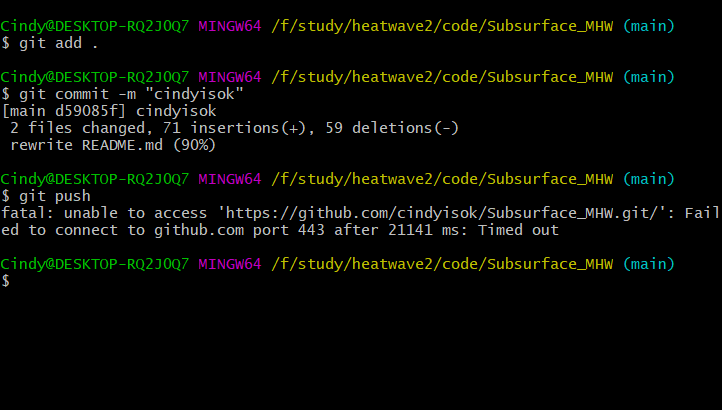 Cindy@DESKTOP-RQ2JOQ7 MINGW64 /f/study/heatwave2/code/Subsurface_MHW (main)
$ git add .
Cindy@DESKTOP-RQ2JOQ7 MINGW64 /f/study/heatwave2/code/Subsurface_MHW (main)
$ git commit -m "cindyisok"
[main d59085f] cindyisok
 2 files changed, 71 insertions(+), 59 deletions(-)
 rewrite README.md (90%)
Cindy@DESKTOP-RQ2JOQ7 MINGW64 /f/study/heatwave2/code/Subsurface_MHW (main)
$ git push
fatal: unable to access 'https://github.com/cindyisok/Subsurface_MHW.git/': Fail
ed to connect to github.com port 443 after 21141 ms: Timed out
Cindy@DESKTOP-RQ2JOQ7 MINGW64 /f/study/heatwave2/code/Subsurface_MHW (main)
$